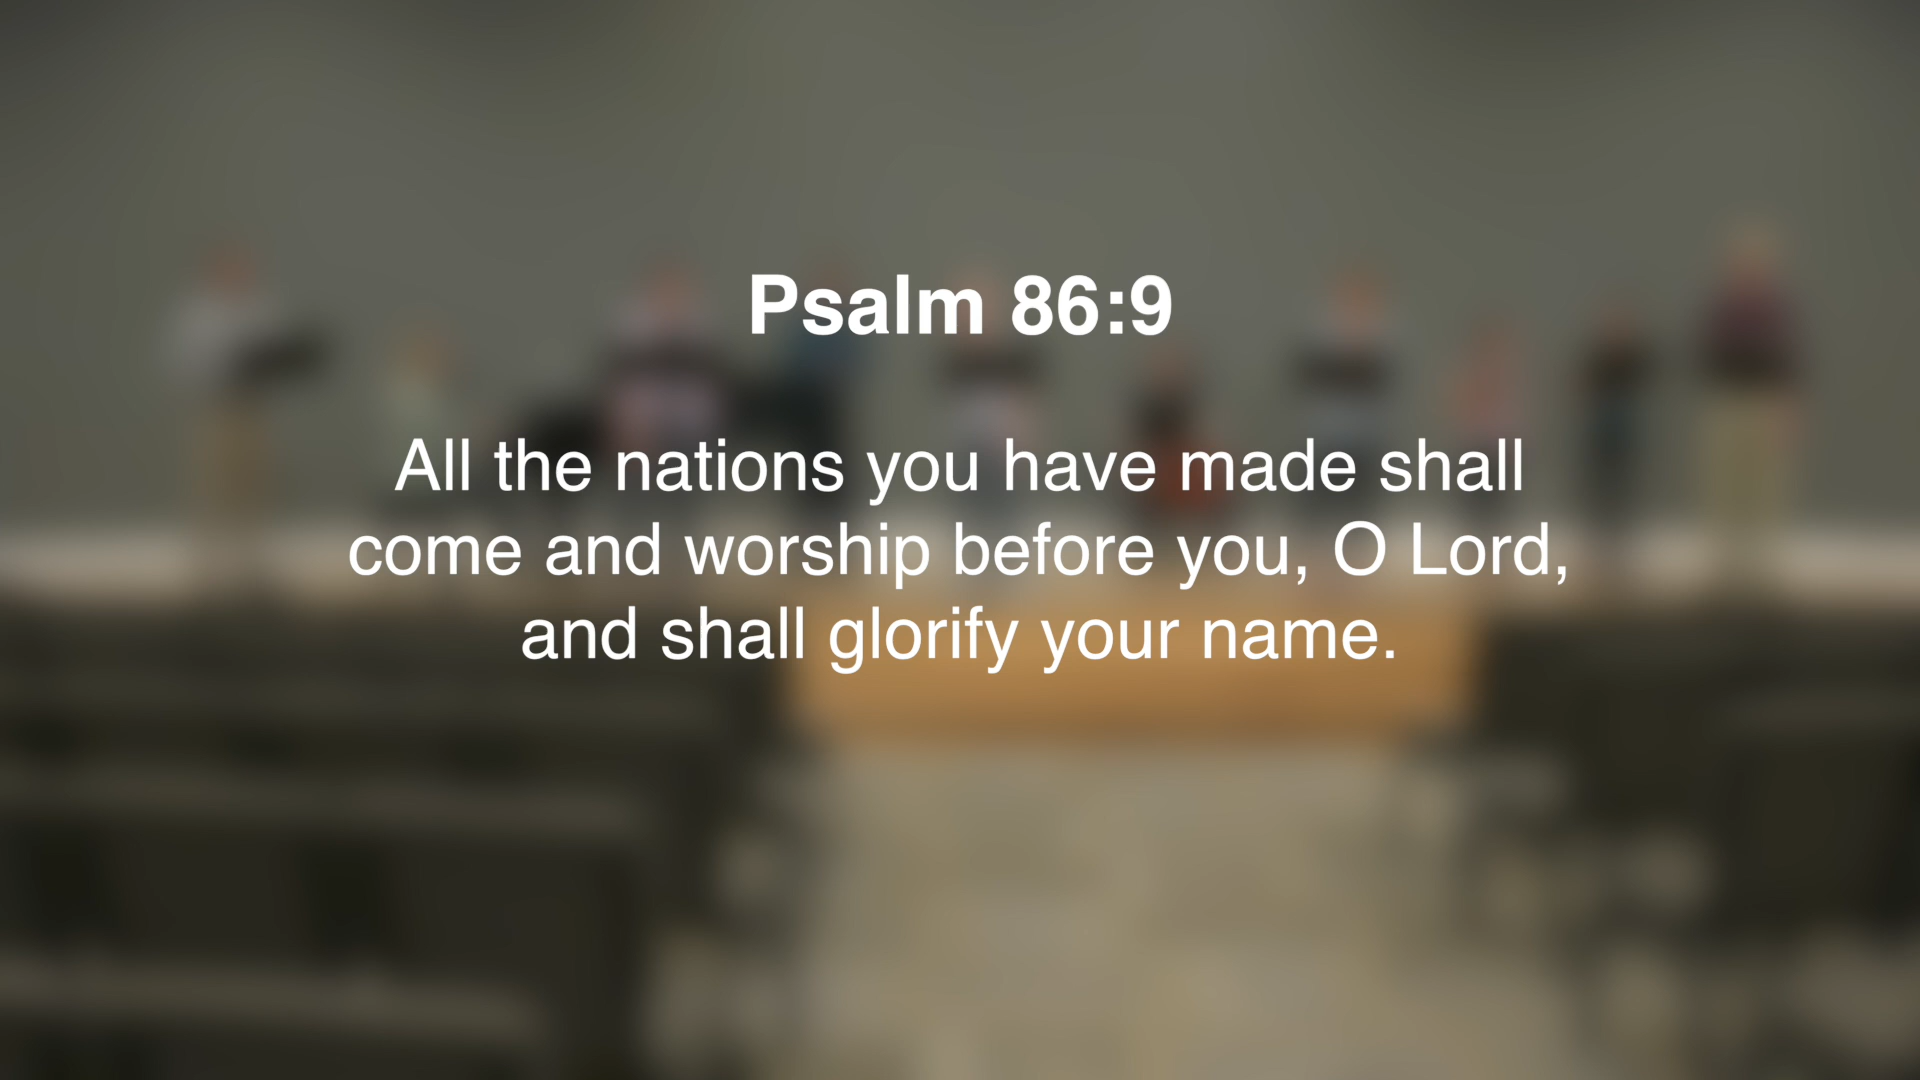 Psalm 86:9
All the nations you have made shall
come and worship before you, O Lord,
and shall glorify your name.